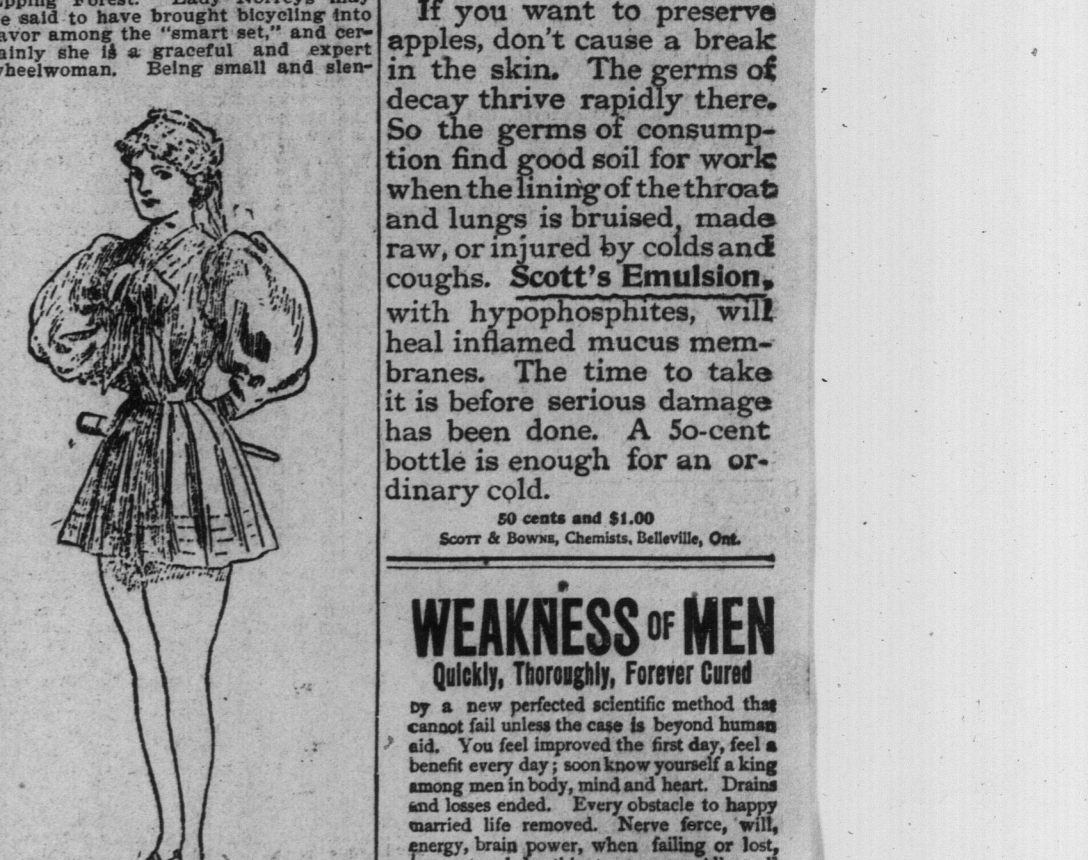 e said to have brought bicycling into
avor among the "smart set," and cer-
ainly she is a graceful and expert
wheelwoman. Being small and slen-
If you want to preserve
apples, don't cause a break
in the skin. The germs of
decay thrive rapidly there.
So the germs of consump-
tion find good soil for work
when the lining of the throat
and lungs is bruised, made
raw, or injured by colds and
coughs. Scott's Emulsion,
with hypophosphites, will
heal inflamed mucus mem-
branes. The time to take
it is before serious damage
has been done. A 50-cent
bottle is enough for an or-
dinary cold.
50 cents and $1.00
SCOTT & BOWNE, Chemists, Belleville, Ont.
WEAKNESS OF MEN
Quickly, Thoroughly, Forever Cured
by a new perfected scientific method that
cannot fail unless the case is beyond human
aid. You feel improved the first day, feel a
benefit every day; soon know yourself a king
among men in body, mind and heart. Drains
and losses ended. Every obstacle to happy
married life removed. Nerve force, will,
energy, brain power, when failing or lost,